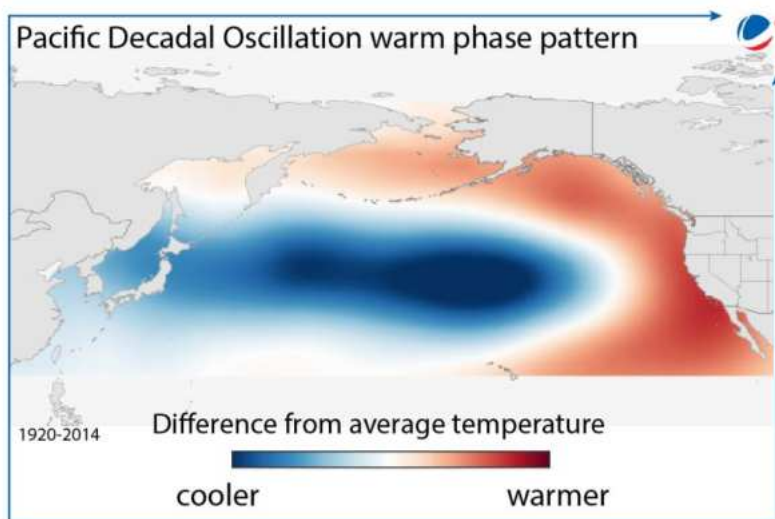 Pacific Decadal Oscillation warm phase pattern
1920-2014
Difference from average temperature
cooler
warmer